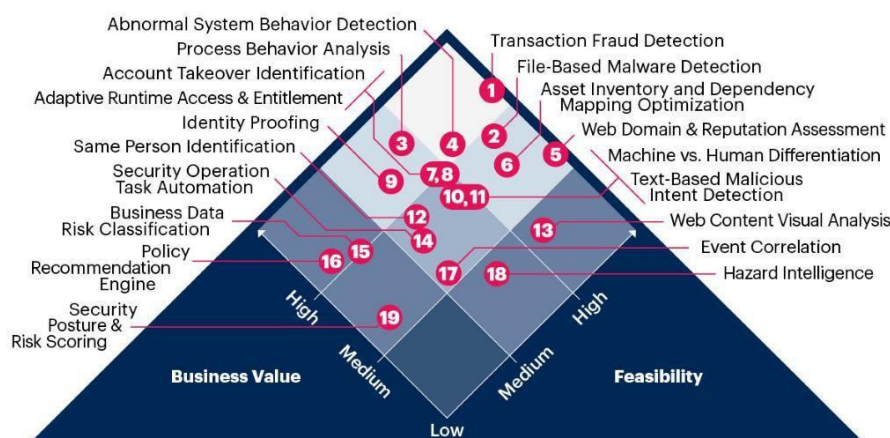 Abnormal System Behavior Detection
Process Behavior Analysis
Account Takeover Identification
Adaptive Runtime Access & Entitlement
Identity Proofing
Same Person Identification
Security Operation
Task Automation
Business Data
Risk Classification
Policy
Recommendation
Engine
Security
Posture &
Risk Scoring
Transaction Fraud Detection
File-Based Malware Detection
Asset Inventory and Dependency
Mapping Optimization
Web Domain & Reputation Assessment
Machine vs. Human Differentiation
Text-Based Malicious
Intent Detection
Web Content Visual Analysis
Event Correlation
Hazard Intelligence
1
2
3
4
5
6
7, 8
9
10, 11
12
13
14
15
16
17
18
19
High
Medium
Low
Medium
High
Business Value
Feasibility